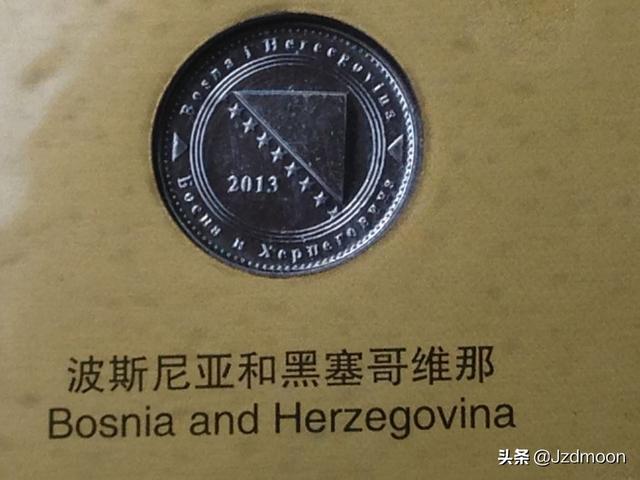 Bosna i Hercegovina
2013
Босна и Херцеговина
波斯尼亚和黑塞哥维那
Bosnia and Herzegovina
头条 @Jzdmoon